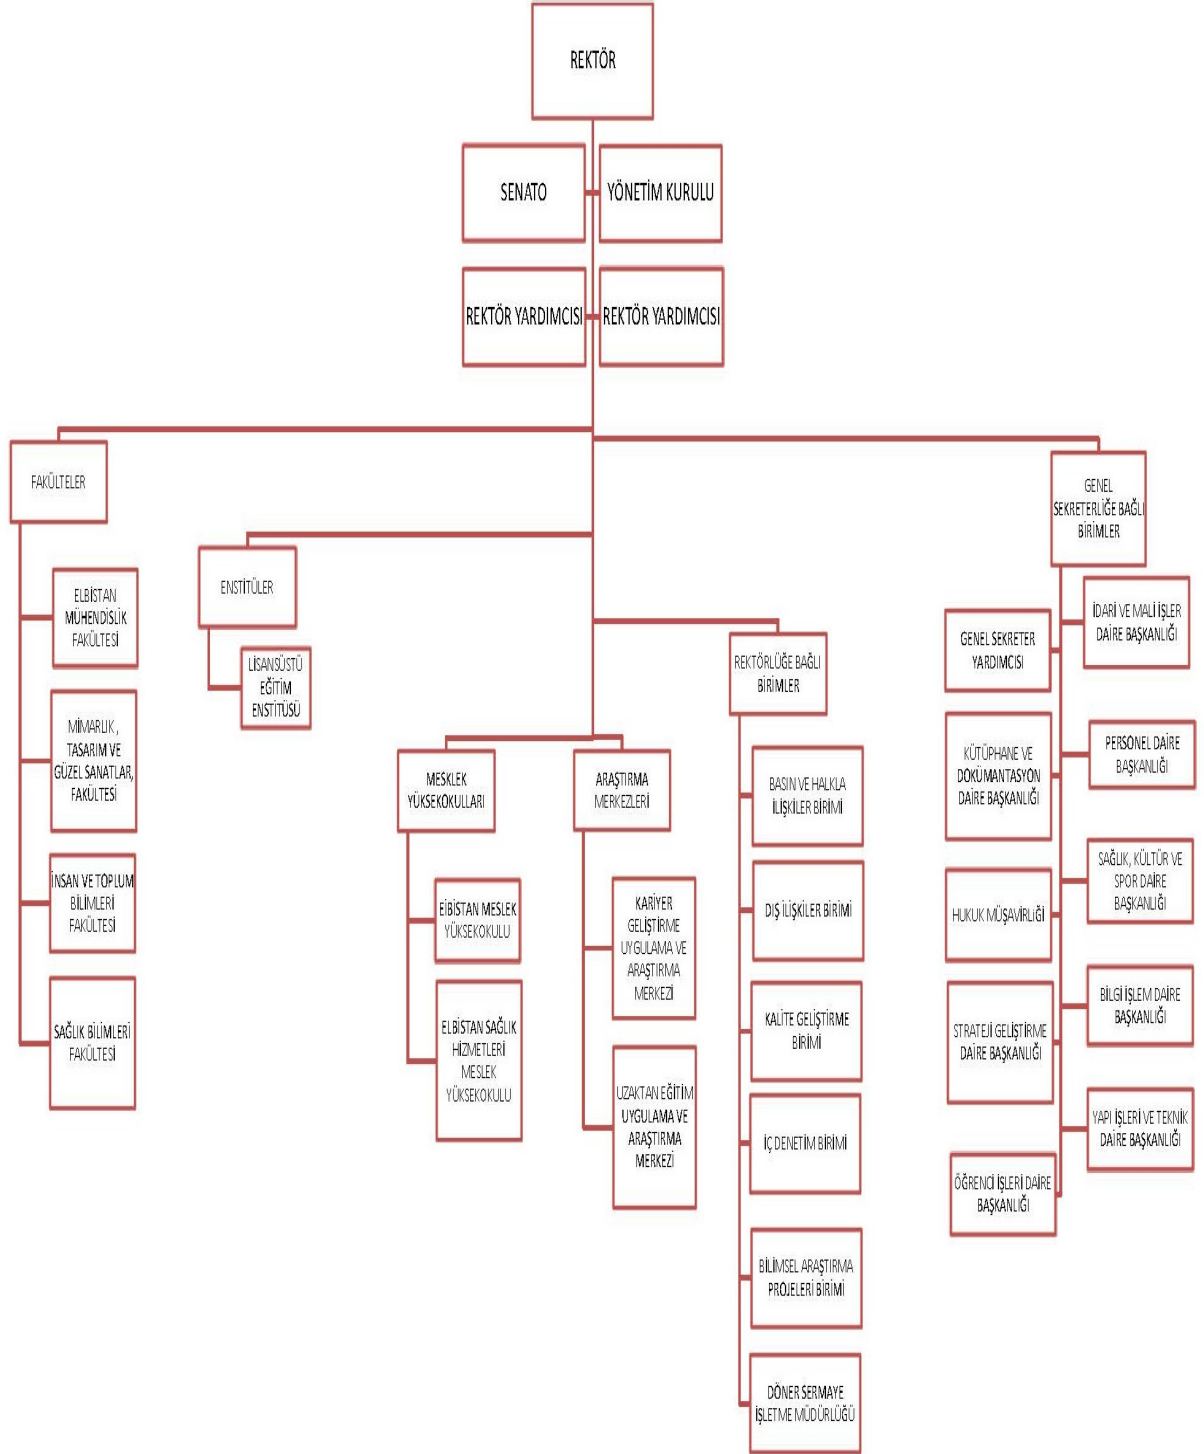 REKTÖR
SENATO
YÖNETİM KURULU
REKTÖR YARDIMCISI
REKTÖR YARDIMCISI
FAKÜLTELER
ELBİSTAN
MÜHENDİSLİK
FAKÜLTESİ
MİMARLIK ,
TASARIM VE
GÜZEL SANATLAR,
FAKÜLTESİ
İNSAN VE TOPLUM
BİLİMLERİ
FAKÜLTESİ
SAĞLIK BİLİMLERİ
FAKÜLTESİ
ENSTİTÜLER
LİSANSÜSTÜ
EĞİTİM
ENSTİTÜSÜ
MESKLEK
YÜKSEKOKULLARI
EİBİSTAN MESLEK
YÜKSEKOKULU
ELBİSTAN SAĞLIK
HİZMETLERİ
MESLEK
YÜKSEKOKULU
ARAŞTIRMA
MERKEZLERİ
KARİYER
GELİŞTİRME
UYGULAMA VE
ARAŞTIRMA
MERKEZİ
UZAKTAN EĞİTİM
UYGULAMA VE
ARAŞTIRMA
MERKEZİ
REKTÖRLÜĞE BAĞLI
BİRİMLER
BASIN VE HALKLA
İLİŞKİLER BİRİMİ
DIŞ İLİŞKİLER BİRİMİ
KALİTE GELİŞTİRME
BİRİMİ
İÇ DENETİM BİRİMİ
BİLİMSEL ARAŞTIRMA
PROJELERİ BİRİMİ
DÖNER SERMAYE
İŞLETME MÜDÜRLÜĞÜ
GENEL
SEKRETERLİĞE BAĞLI
BİRİMLER
GENEL SEKRETER
YARDIMCISI
İDARİ VE MALİ İŞLER
DAİRE BAŞKANLIĞI
KÜTÜPHANE VE
DOKÜMANTASYON
DAİRE BAŞKANLIĞI
PERSONEL DAİRE
BAŞKANLIĞI
HUKUK MÜŞAVİRLİĞİ
SAĞLIK, KÜLTÜR VE
SPOR DAİRE
BAŞKANLIĞI
STRATEJİ GELİŞTİRME
DAİRE BAŞKANLIĞI
BİLGİ İŞLEM DAİRE
BAŞKANLIĞI
ÖĞRENCİ İŞLERİ DAİRE
BAŞKANLIĞI
YAPI İŞLERİ VE TEKNİK
DAİRE BAŞKANLIĞI